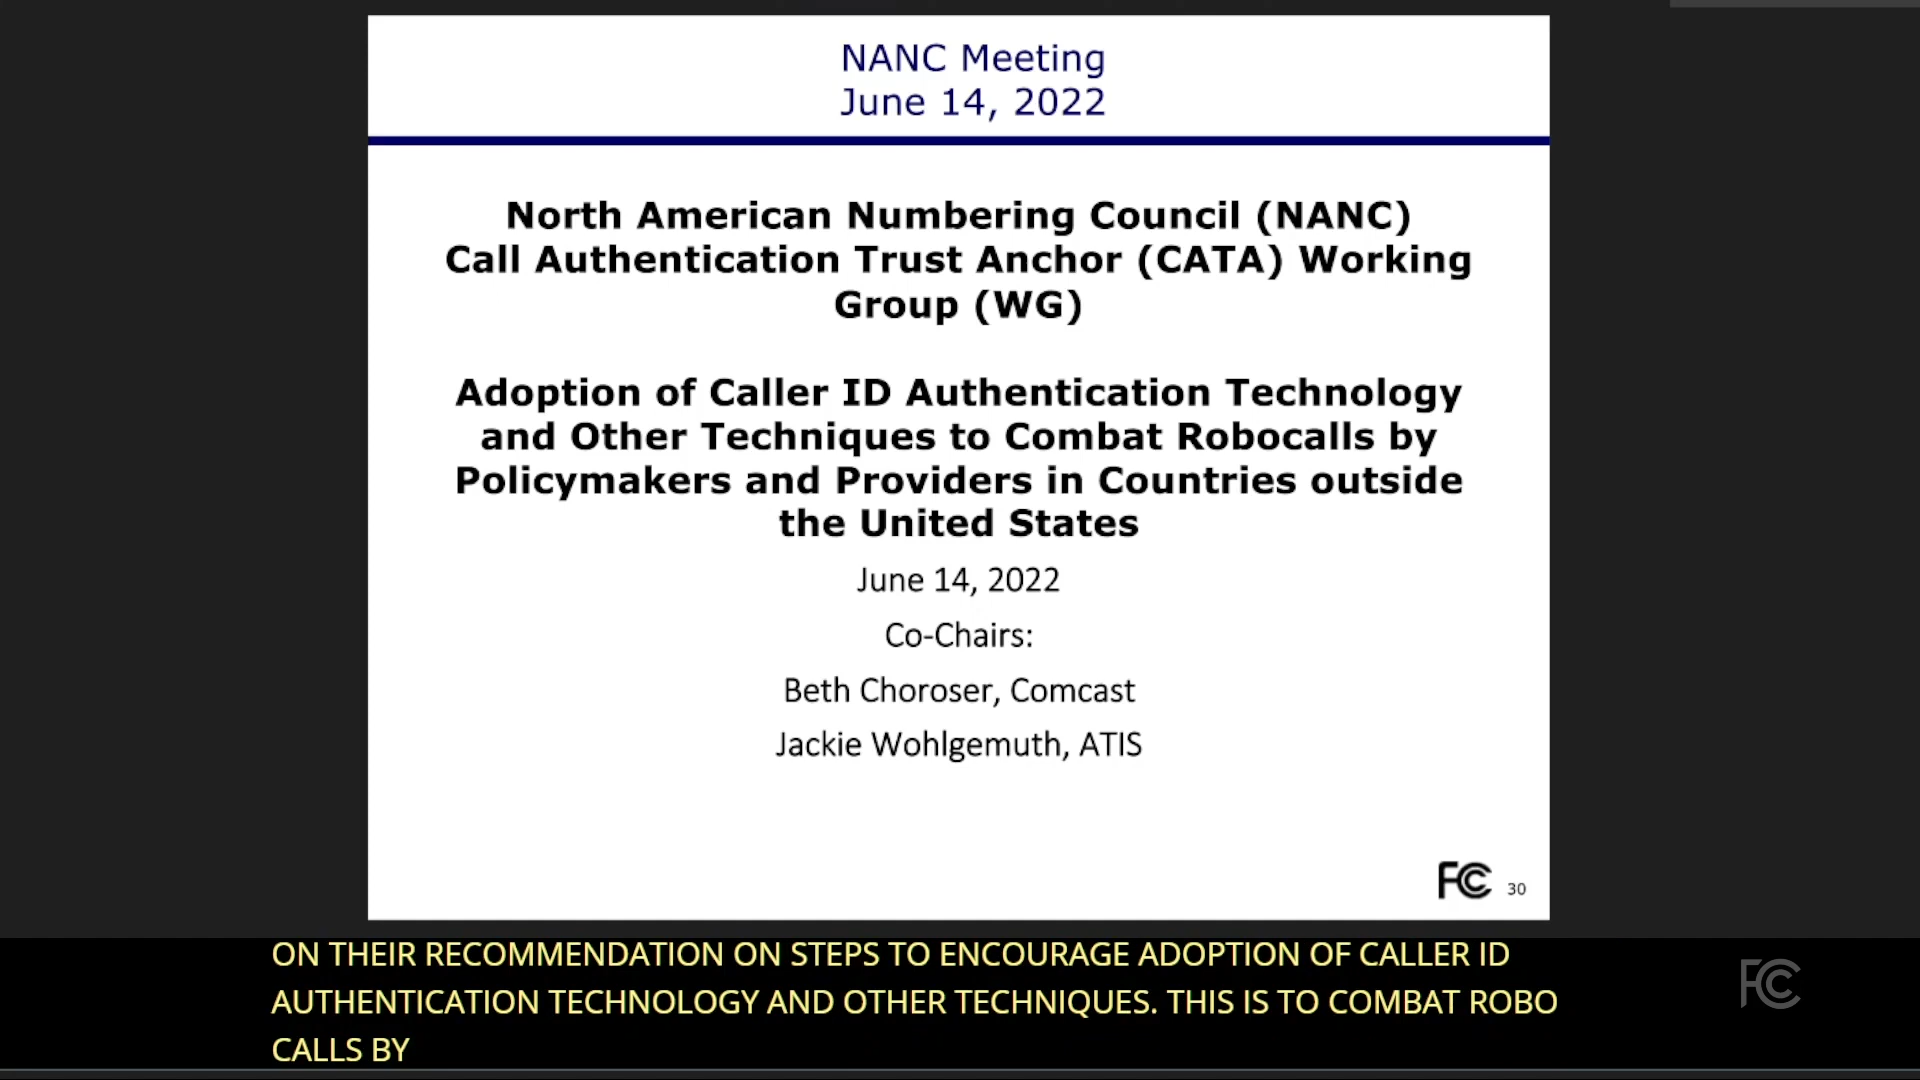 NANC Meeting
June 14, 2022
North American Numbering Council (NANC)
Call Authentication Trust Anchor (CATA) Working
Group (WG)
Adoption of Caller ID Authentication Technology
and Other Techniques to Combat Robocalls by
Policymakers and Providers in Countries outside
the United States
June 14, 2022
Co-Chairs:
Beth Choroser, Comcast
Jackie Wohlgemuth, ATIS
FCC 30
ON THEIR RECOMMENDATION ON STEPS TO ENCOURAGE ADOPTION OF CALLER ID
AUTHENTICATION TECHNOLOGY AND OTHER TECHNIQUES. THIS IS TO COMBAT ROBO
CALLS BY
FCC